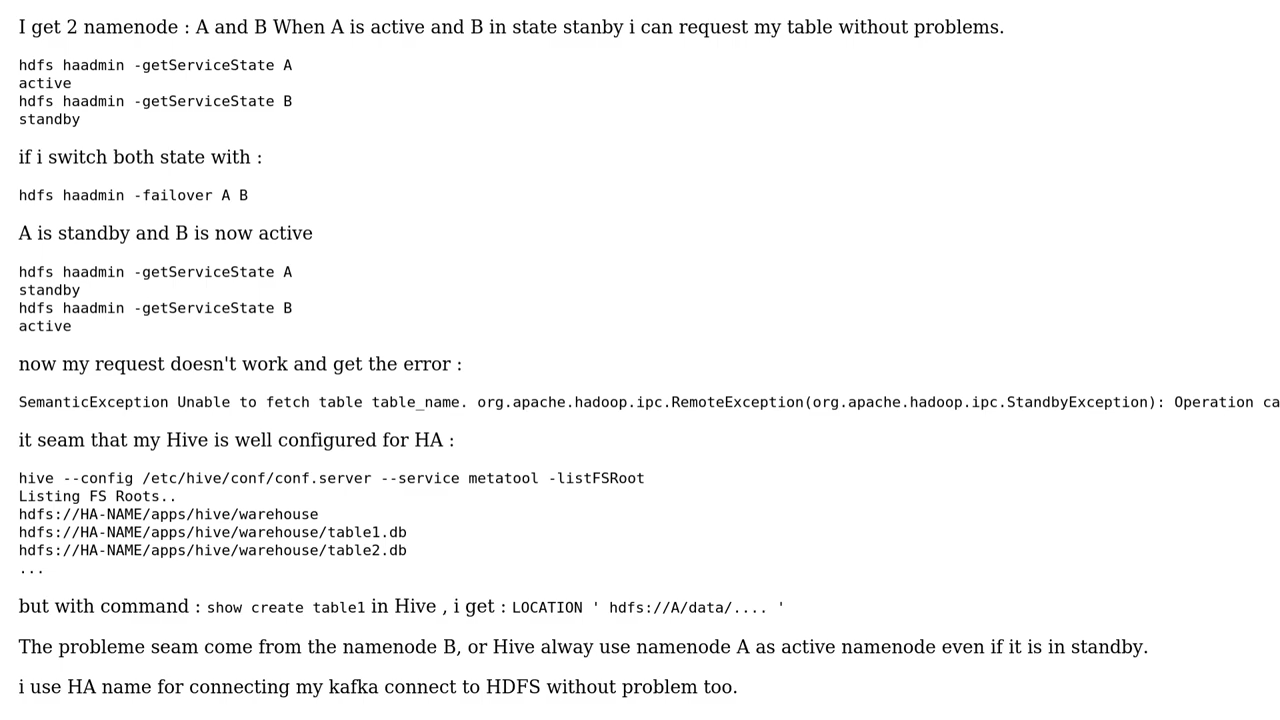 I get 2 namenode : A and B When A is active and B in state stanby i can request my table without problems.
hdfs haadmin -getServiceState A
active
hdfs haadmin -getServiceState B
standby
if i switch both state with :
hdfs haadmin -failover A B
A is standby and B is now active
hdfs haadmin -getServiceState A
standby
hdfs haadmin -getServiceState B
active
now my request doesn't work and get the error :
SemanticException Unable to fetch table table_name. org.apache.hadoop.ipc.RemoteException(org.apache.hadoop.ipc.StandbyException): Operation ca
it seam that my Hive is well configured for HA :
hive --config /etc/hive/conf/conf.server --service metatool -listFSRoot
Listing FS Roots..
hdfs://HA-NAME/apps/hive/warehouse
hdfs://HA-NAME/apps/hive/warehouse/table1.db
hdfs://HA-NAME/apps/hive/warehouse/table2.db
...
but with command : show create table1 in Hive , i get : LOCATION ' hdfs://A/data/.... '
The probleme seam come from the namenode B, or Hive alway use namenode A as active namenode even if it is in standby.
i use HA name for connecting my kafka connect to HDFS without problem too.